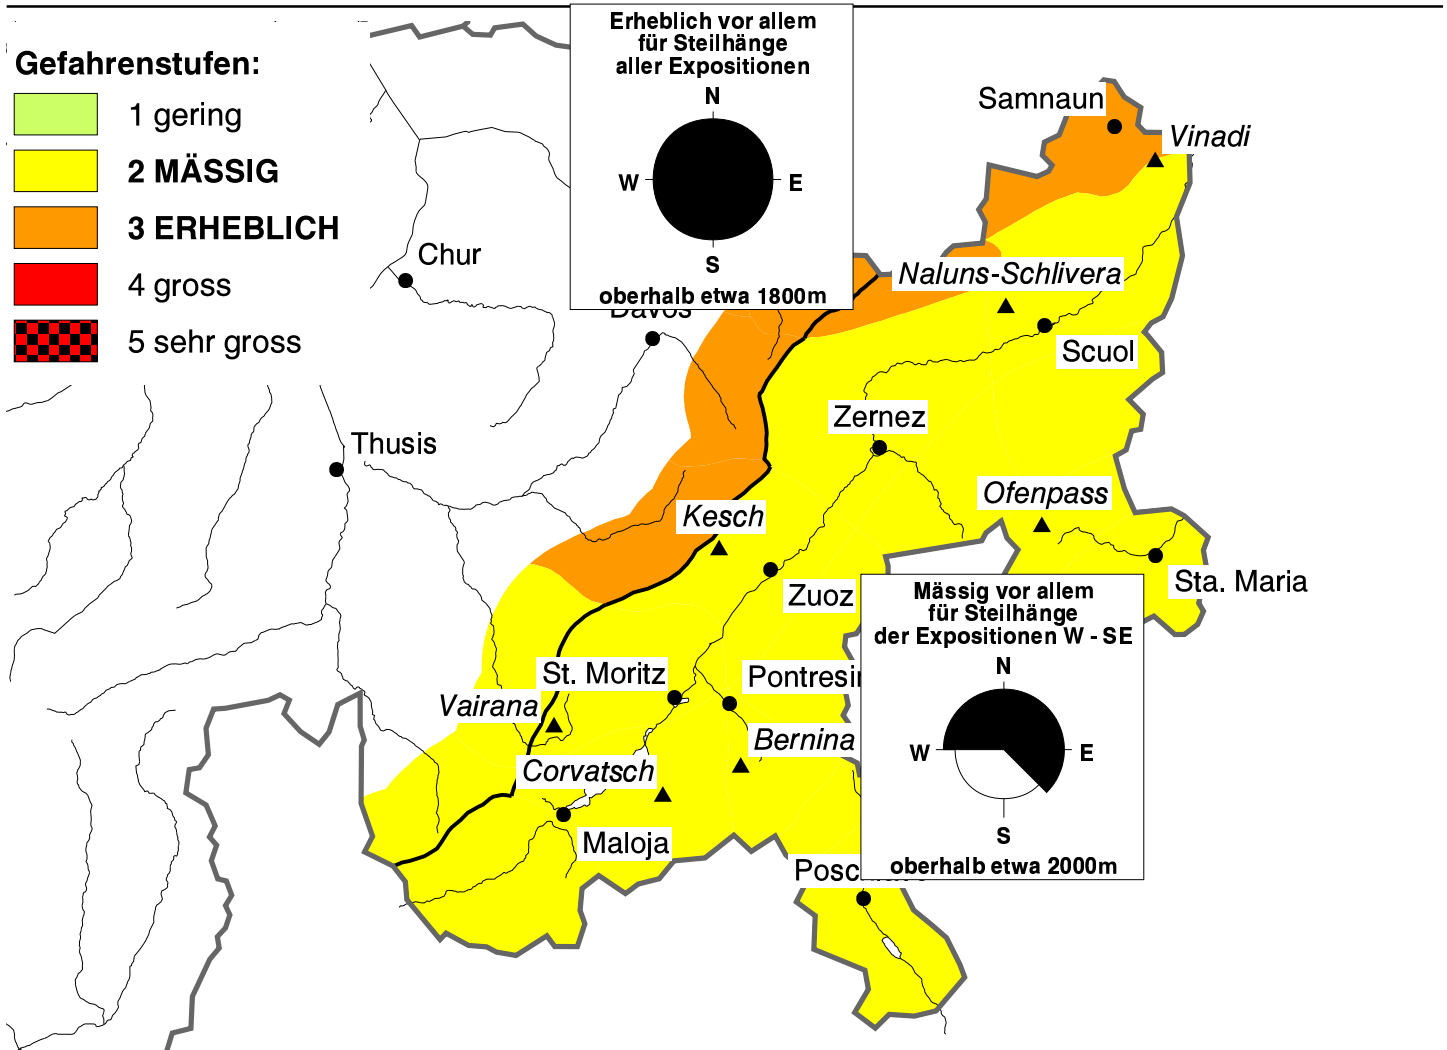 Gefahrenstufen:
1 gering
2 MÄSSIG
3 ERHEBLICH
4 gross
5 sehr gross
Erheblich vor allem
für Steilhänge
aller Expositionen
N
W E
S
oberhalb etwa 1800m
Samnaun
Vinadi
Chur
Naluns-Schlivera
Davos
Scuol
Zernez
Thusis
Ofenpass
Kesch
Sta. Maria
Zuoz
Mässig vor allem
für Steilhänge
der Expositionen W - SE
N
W E
S
oberhalb etwa 2000m
St. Moritz
Pontresin
Vairana
Bernina
Corvatsch
Maloja